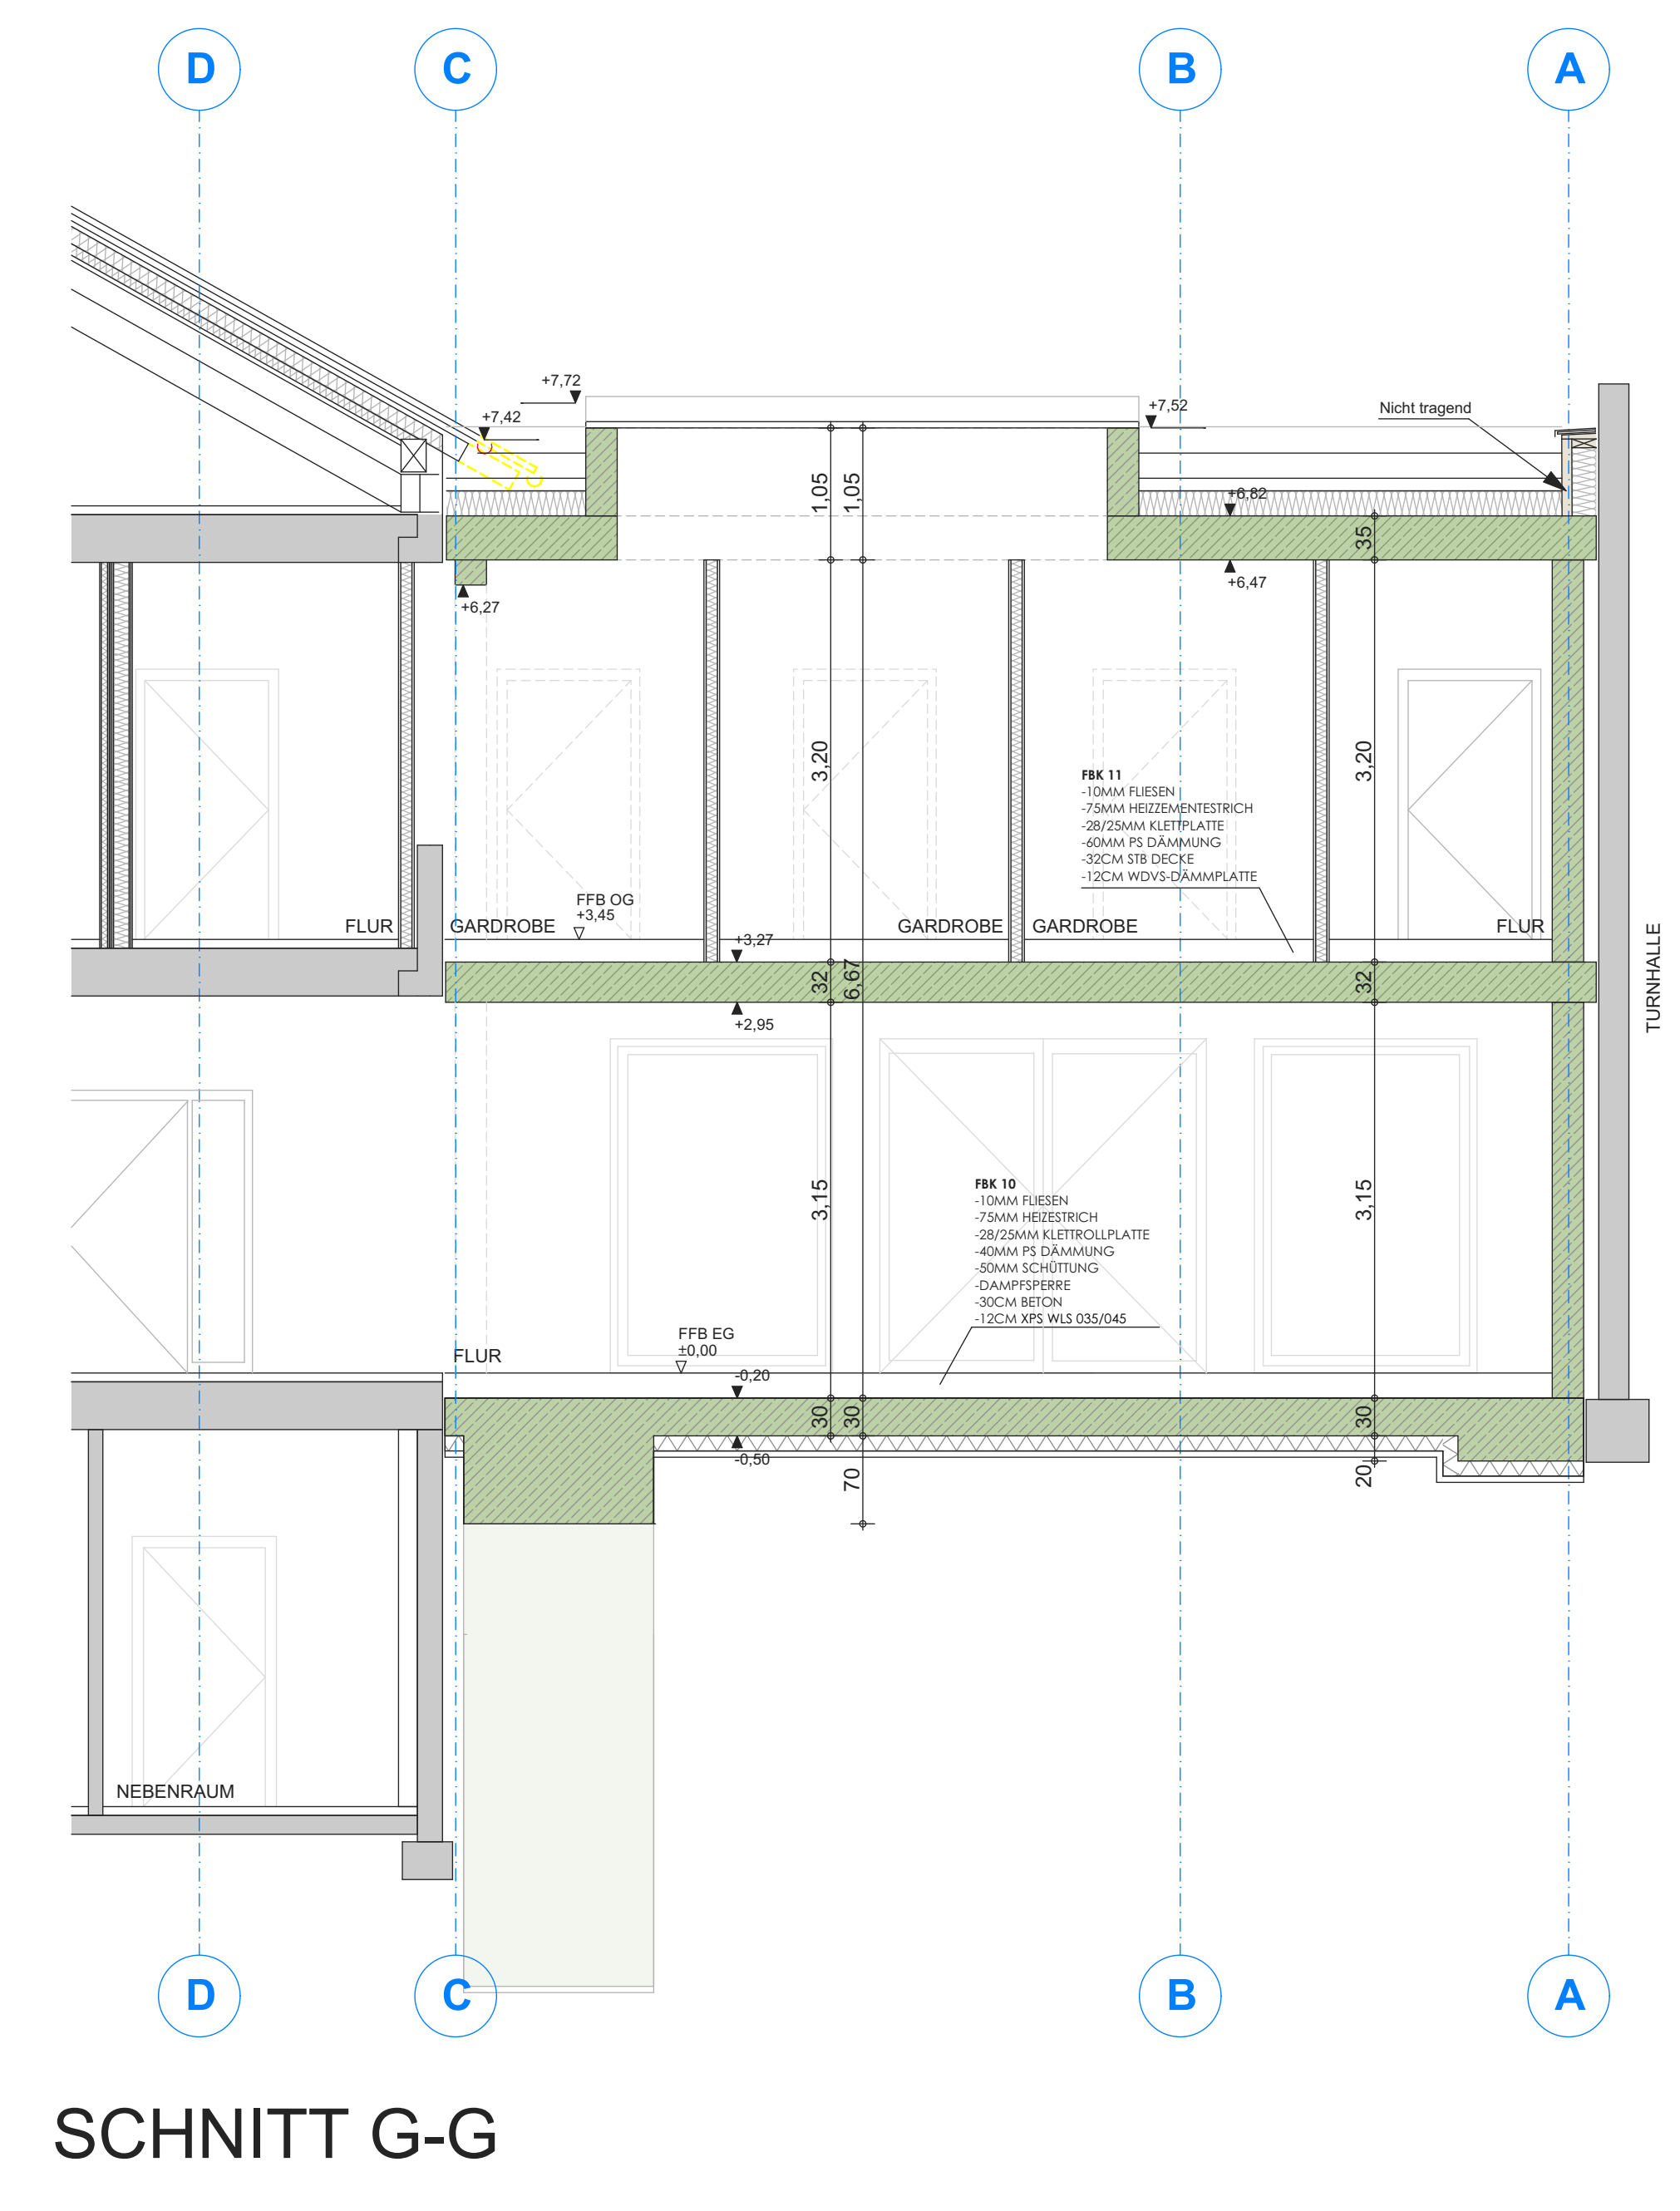 D
C
B
A
+7,72
+7,42
+7,52
Nicht tragend
1,05
1,05
+6,82
35
+6,47
+6,27
3,20
3,20
FBK 11
-10MM FLIESEN
-75MM HEIZZEMENTESTRICH
-28/25MM KLETTPLATTE
-60MM PS DÄMMUNG
-32CM STB DECKE
-12CM WDVS-DÄMMPLATTE
FFB OG
+3,45
FLUR
GARDROBE
GARDROBE
GARDROBE
FLUR
TURNHALLE
+3,27
32
6,67
32
+2,95
3,15
3,15
FBK 10
-10MM FLIESEN
-75MM HEIZESTRICH
-28/25MM KLETTROLLPLATTE
-40MM PS DÄMMUNG
-50MM SCHÜTTUNG
-DAMPFSPERRE
-30CM BETON
-12CM XPS WLS 035/045
FFB EG
±0,00
FLUR
-0,20
30
30
30
-0,50
70
20
NEBENRAUM
D
C
B
A
SCHNITT G-G